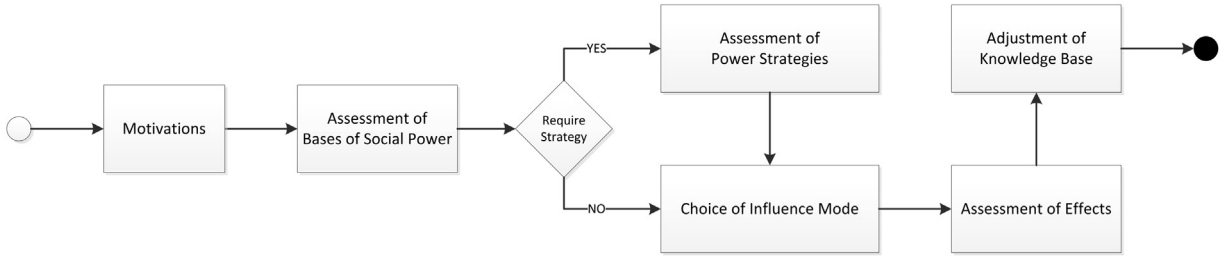 Motivations
Assessment of
Bases of Social Power
Require
Strategy
YES
Assessment of
Power Strategies
NO
Choice of Influence Mode
Assessment of Effects
Adjustment of
Knowledge Base